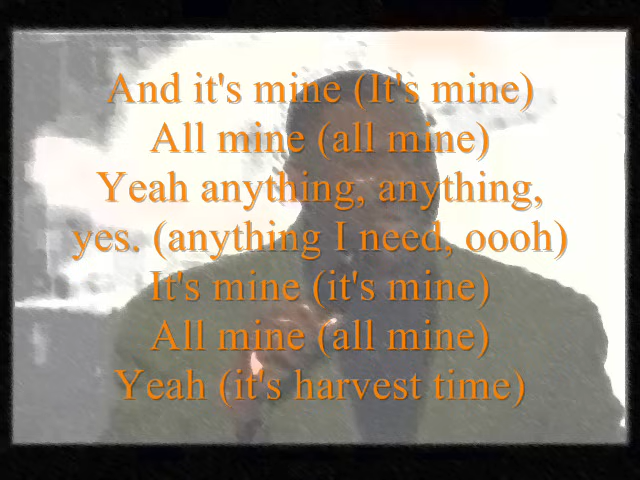 And it's mine (It's mine)
All mine (all mine)
Yeah anything, anything,
yes. (anything I need, oooh)
It's mine (it's mine)
All mine (all mine)
Yeah (it's harvest time)